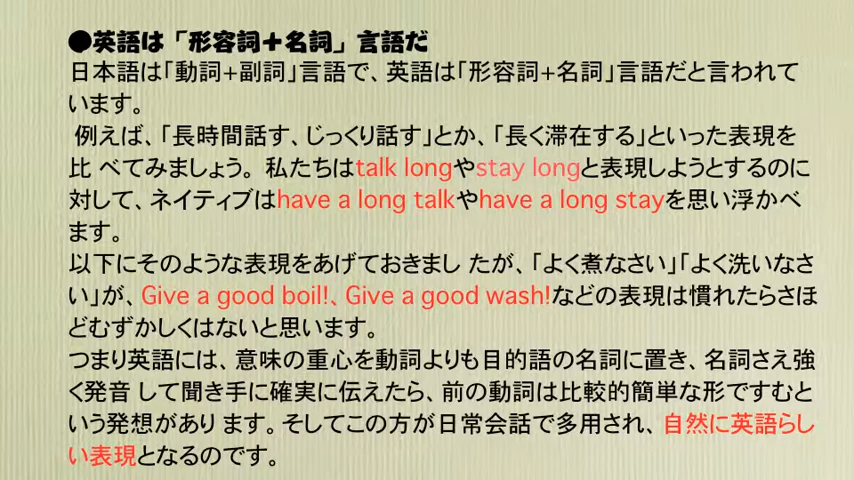 ●英語は「形容詞＋名詞」言語だ
日本語は「動詞+副詞」言語で、英語は「形容詞+名詞」言語だと言われて
います。
例えば、「長時間話す、じっくり話す」とか、「長く滞在する」といった表現を
比 べてみましょう。私たちはtalk longやstay longと表現しようとするのに
対して、ネイティブはhave a long talkやhave a long stayを思い浮かべ
ます。
以下にそのような表現をあげておきまし たが、「よく煮なさい」「よく洗いなさ
い」が、Give a good boil!、Give a good wash!などの表現は慣れたらさほ
どむずかしくはないと思います。
つまり英語には、意味の重心を動詞よりも目的語の名詞に置き、名詞さえ強
く発音 して聞き手に確実に伝えたら、前の動詞は比較的簡単な形ですむと
いう発想があり ます。そしてこの方が日常会話で多用され、自然に英語らし
い表現となるのです。